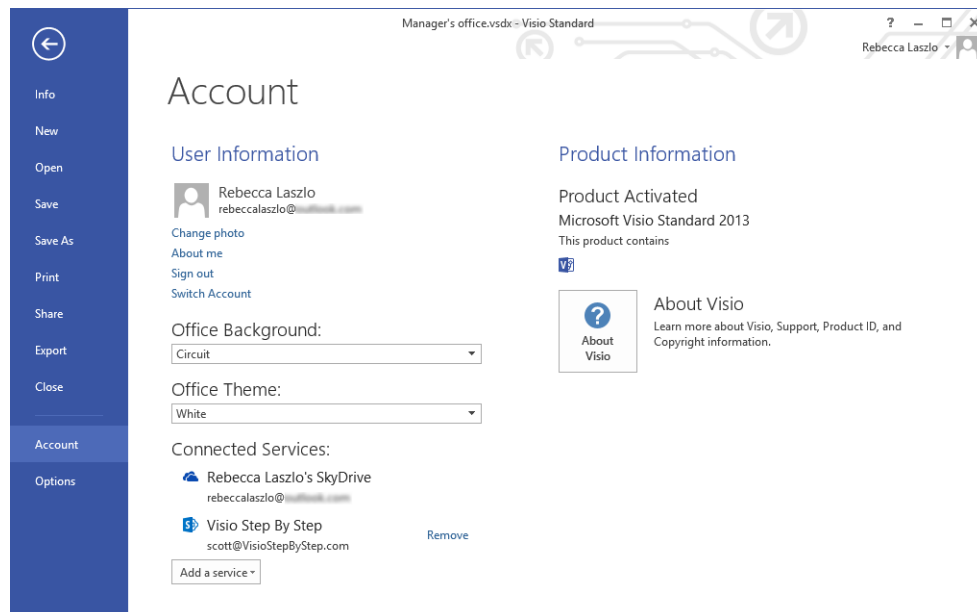 Manager's office.vsdx - Visio Standard
?
Rebecca Laszlo
Info
New
Open
Save
Save As
Print
Share
Export
Close
Account
Options
Account
User Information
Rebecca Laszlo
rebeccalaszlo@
Change photo
About me
Sign out
Switch Account
Office Background:
Circuit
Office Theme:
White
Connected Services:
Rebecca Laszlo's SkyDrive
rebeccalaszlo@
Visio Step By Step
scott@VisioStepByStep.com
Remove
Add a service
Product Information
Product Activated
Microsoft Visio Standard 2013
This product contains
?
About
Visio
About Visio
Learn more about Visio, Support, Product ID, and
Copyright information.